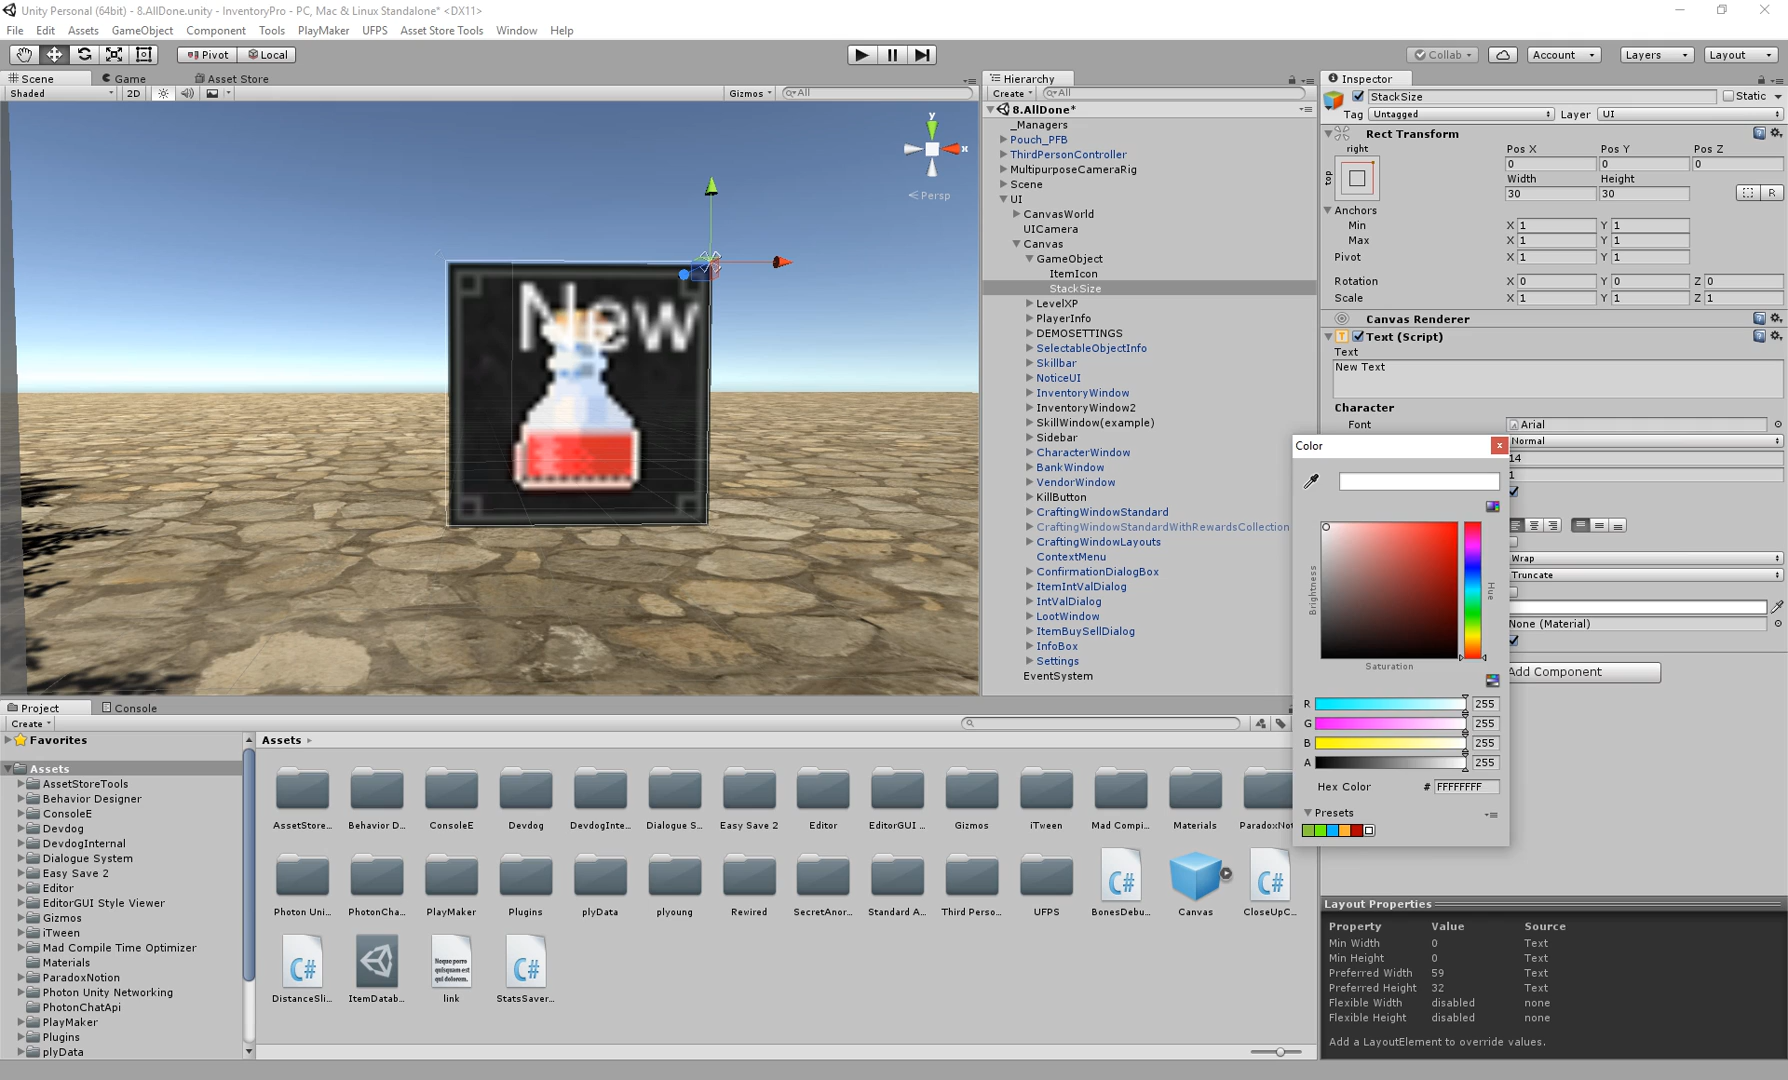 Unity Personal (64bit) - 8.AllDone.unity - InventoryPro - PC, Mac & Linux Standalone* <DX11>
File Edit Assets GameObject Component Tools PlayMaker UFPS Asset Store Tools Window Help
Pivot Local Collab Account Layers Layout
Scene Game Asset Store
Shaded 2D Gizmos All
y
x
Persp
New
Hierarchy
Create All
8.AllDone*
_Managers
Pouch_PFB
ThirdPersonController
MultipurposeCameraRig
Scene
UI
CanvasWorld
UICamera
Canvas
GameObject
ItemIcon
StackSize
LevelXP
PlayerInfo
DEMOSETTINGS
SelectableObjectInfo
Skillbar
NoticeUI
InventoryWindow
InventoryWindow2
SkillWindow(example)
Sidebar
CharacterWindow
BankWindow
VendorWindow
KillButton
CraftingWindowStandard
CraftingWindowStandardWithRewardsCollection
CraftingWindowLayouts
ContextMenu
ConfirmationDialogBox
ItemIntValDialog
IntValDialog
LootWindow
ItemBuySellDialog
InfoBox
Settings
EventSystem
Inspector
StackSize Static
Tag Untagged Layer UI
Rect Transform
right
top
Pos X Pos Y Pos Z
0 0 0
Width Height
30 30 R
Anchors
Min X 1 Y 1
Max X 1 Y 1
Pivot X 1 Y 1
Rotation X 0 Y 0 Z 0
Scale X 1 Y 1 Z 1
Canvas Renderer
Text (Script)
Text
New Text
Character
Font Arial
Normal
14
1
Wrap
Truncate
None (Material)
Add Component
Color
Brightness
Hue
Saturation
R 255
G 255
B 255
A 255
Hex Color # FFFFFFFF
Presets
Project Console
Create
Favorites
Assets
AssetStoreTools
Behavior Designer
ConsoleE
Devdog
DevdogInternal
Dialogue System
Easy Save 2
Editor
EditorGUI Style Viewer
Gizmos
iTween
Mad Compile Time Optimizer
Materials
ParadoxNotion
Photon Unity Networking
PhotonChatApi
PlayMaker
Plugins
plyData
Assets
AssetStore... Behavior D... ConsoleE Devdog DevdogInte... Dialogue S... Easy Save 2 Editor EditorGUI ... Gizmos iTween Mad Compi... Materials ParadoxNot
Photon Uni... PhotonCha... PlayMaker Plugins plyData plyoung Rewired SecretAnor... Standard A... Third Perso... UFPS BonesDebu... Canvas CloseUpC...
C# C#
C# Neque porro quisquam est qui dolorem. C#
DistanceSli... ItemDatab... link StatsSaver...
Layout Properties
Property Value Source
Min Width 0 Text
Min Height 0 Text
Preferred Width 59 Text
Preferred Height 32 Text
Flexible Width disabled none
Flexible Height disabled none
Add a LayoutElement to override values.